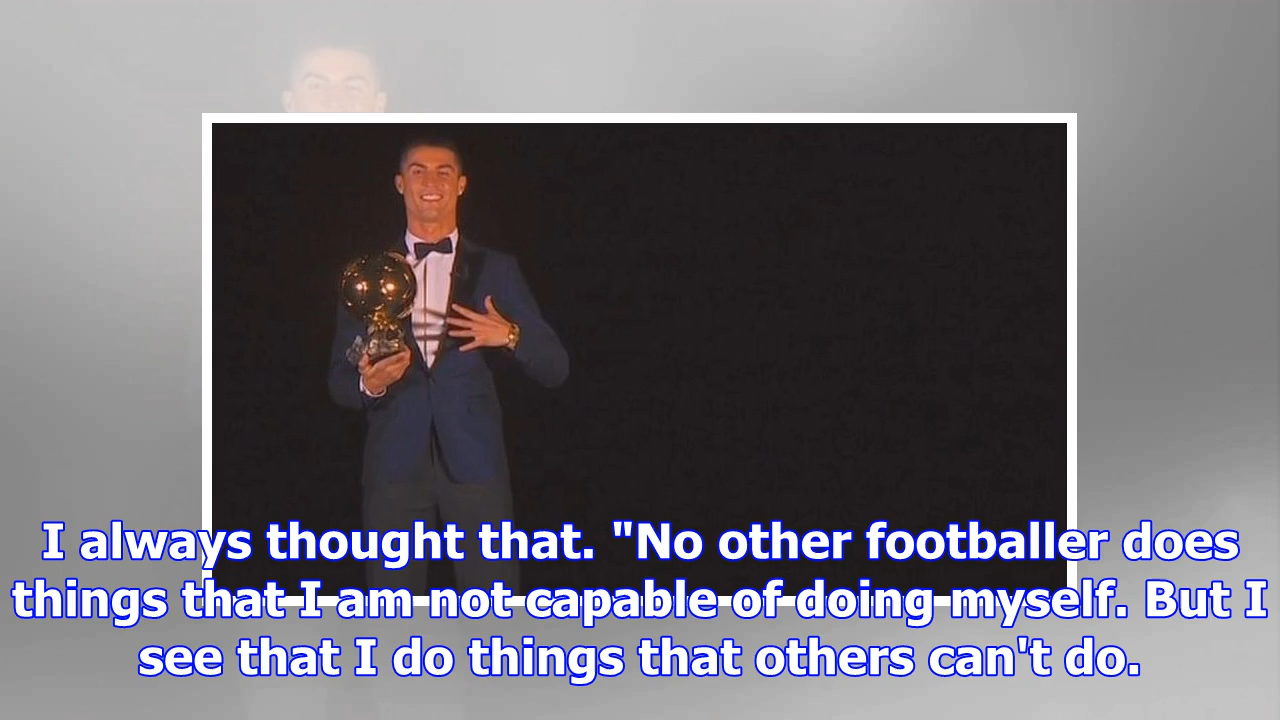 I always thought that. "No other footballer does
things that I am not capable of doing myself. But I
see that I do things that others can't do.